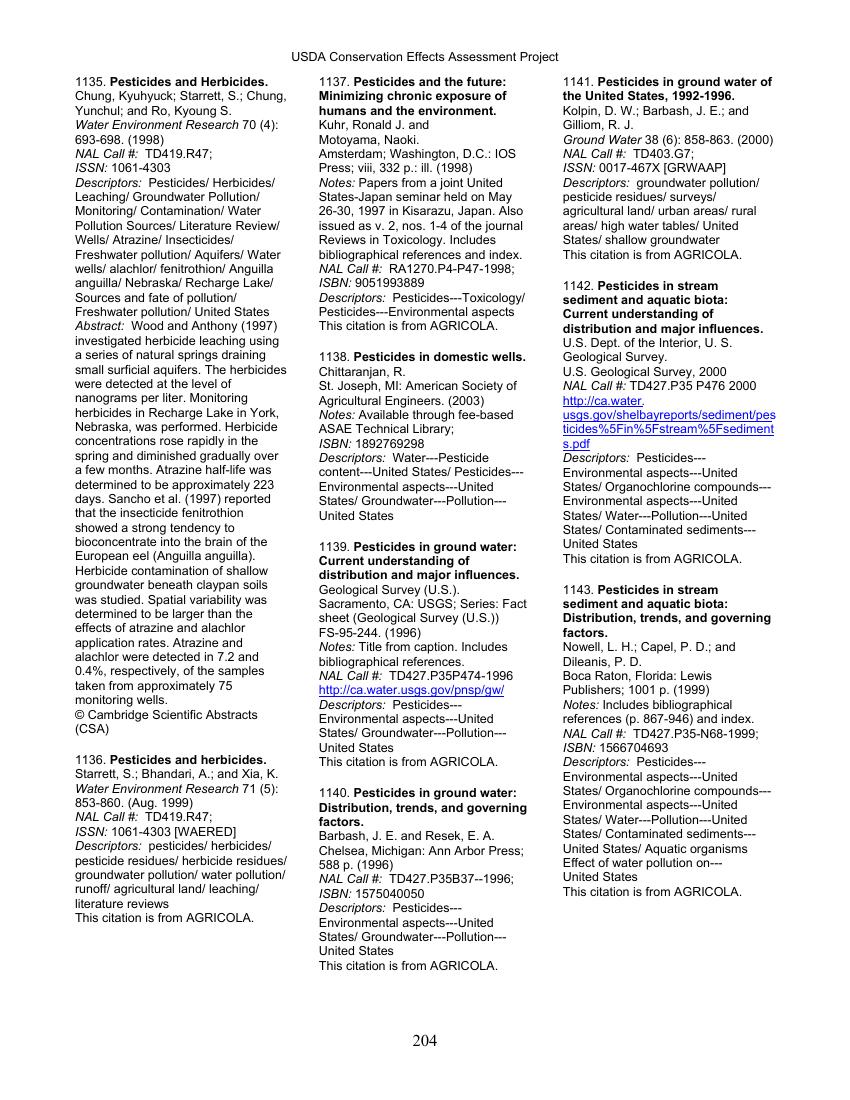 USDA Conservation Effects Assessment Project
1135. Pesticides and Herbicides.
Chung, Kyuhyuck; Starrett, S.; Chung,
Yunchul; and Ro, Kyoung S.
Water Environment Research 70 (4):
693-698. (1998)
NAL Call #: TD419.R47;
ISSN: 1061-4303
Descriptors: Pesticides/ Herbicides/
Leaching/ Groundwater Pollution/
Monitoring/ Contamination/ Water
Pollution Sources/ Literature Review/
Wells/ Atrazine/ Insecticides/
Freshwater pollution/ Aquifers/ Water
wells/ alachlor/ fenitrothion/ Anguilla
anguilla/ Nebraska/ Recharge Lake/
Sources and fate of pollution/
Freshwater pollution/ United States
Abstract: Wood and Anthony (1997)
investigated herbicide leaching using
a series of natural springs draining
small surficial aquifers. The herbicides
were detected at the level of
nanograms per liter. Monitoring
herbicides in Recharge Lake in York,
Nebraska, was performed. Herbicide
concentrations rose rapidly in the
spring and diminished gradually over
a few months. Atrazine half-life was
determined to be approximately 223
days. Sancho et al. (1997) reported
that the insecticide fenitrothion
showed a strong tendency to
bioconcentrate into the brain of the
European eel (Anguilla anguilla).
Herbicide contamination of shallow
groundwater beneath claypan soils
was studied. Spatial variability was
determined to be larger than the
effects of atrazine and alachlor
application rates. Atrazine and
alachlor were detected in 7.2 and
0.4%, respectively, of the samples
taken from approximately 75
monitoring wells.
© Cambridge Scientific Abstracts
(CSA)
1136. Pesticides and herbicides.
Starrett, S.; Bhandari, A.; and Xia, K.
Water Environment Research 71 (5):
853-860. (Aug. 1999)
NAL Call #: TD419.R47;
ISSN: 1061-4303 [WAERED]
Descriptors: pesticides/ herbicides/
pesticide residues/ herbicide residues/
groundwater pollution/ water pollution/
runoff/ agricultural land/ leaching/
literature reviews
This citation is from AGRICOLA.
1137. Pesticides and the future:
Minimizing chronic exposure of
humans and the environment.
Kuhr, Ronald J. and
Motoyama, Naoki.
Amsterdam; Washington, D.C.: IOS
Press; viii, 332 p.: ill. (1998)
Notes: Papers from a joint United
States-Japan seminar held on May
26-30, 1997 in Kisarazu, Japan. Also
issued as v. 2, nos. 1-4 of the journal
Reviews in Toxicology. Includes
bibliographical references and index.
NAL Call #: RA1270.P4-P47-1998;
ISBN: 9051993889
Descriptors: Pesticides---Toxicology/
Pesticides---Environmental aspects
This citation is from AGRICOLA.
1138. Pesticides in domestic wells.
Chittaranjan, R.
St. Joseph, MI: American Society of
Agricultural Engineers. (2003)
Notes: Available through fee-based
ASAE Technical Library;
ISBN: 1892769298
Descriptors: Water---Pesticide
content---United States/ Pesticides---
Environmental aspects---United
States/ Groundwater---Pollution---
United States
1139. Pesticides in ground water:
Current understanding of
distribution and major influences.
Geological Survey (U.S.).
Sacramento, CA: USGS; Series: Fact
sheet (Geological Survey (U.S.))
FS-95-244. (1996)
Notes: Title from caption. Includes
bibliographical references.
NAL Call #: TD427.P35P474-1996
http://ca.water.usgs.gov/pnsp/gw/
Descriptors: Pesticides---
Environmental aspects---United
States/ Groundwater---Pollution---
United States
This citation is from AGRICOLA.
1140. Pesticides in ground water:
Distribution, trends, and governing
factors.
Barbash, J. E. and Resek, E. A.
Chelsea, Michigan: Ann Arbor Press;
588 p. (1996)
NAL Call #: TD427.P35B37--1996;
ISBN: 1575040050
Descriptors: Pesticides---
Environmental aspects---United
States/ Groundwater---Pollution---
United States
This citation is from AGRICOLA.
1141. Pesticides in ground water of
the United States, 1992-1996.
Kolpin, D. W.; Barbash, J. E.; and
Gilliom, R. J.
Ground Water 38 (6): 858-863. (2000)
NAL Call #: TD403.G7;
ISSN: 0017-467X [GRWAAP]
Descriptors: groundwater pollution/
pesticide residues/ surveys/
agricultural land/ urban areas/ rural
areas/ high water tables/ United
States/ shallow groundwater
This citation is from AGRICOLA.
1142. Pesticides in stream
sediment and aquatic biota:
Current understanding of
distribution and major influences.
U.S. Dept. of the Interior, U. S.
Geological Survey.
U.S. Geological Survey, 2000
NAL Call #: TD427.P35 P476 2000
http://ca.water.
usgs.gov/shelbayreports/sediment/pes
ticides%5Fin%5Fstream%5Fsediment
s.pdf
Descriptors: Pesticides---
Environmental aspects---United
States/ Organochlorine compounds---
Environmental aspects---United
States/ Water---Pollution---United
States/ Contaminated sediments---
United States
This citation is from AGRICOLA.
1143. Pesticides in stream
sediment and aquatic biota:
Distribution, trends, and governing
factors.
Nowell, L. H.; Capel, P. D.; and
Dileanis, P. D.
Boca Raton, Florida: Lewis
Publishers; 1001 p. (1999)
Notes: Includes bibliographical
references (p. 867-946) and index.
NAL Call #: TD427.P35-N68-1999;
ISBN: 1566704693
Descriptors: Pesticides---
Environmental aspects---United
States/ Organochlorine compounds---
Environmental aspects---United
States/ Water---Pollution---United
States/ Contaminated sediments---
United States/ Aquatic organisms
Effect of water pollution on---
United States
This citation is from AGRICOLA.
204